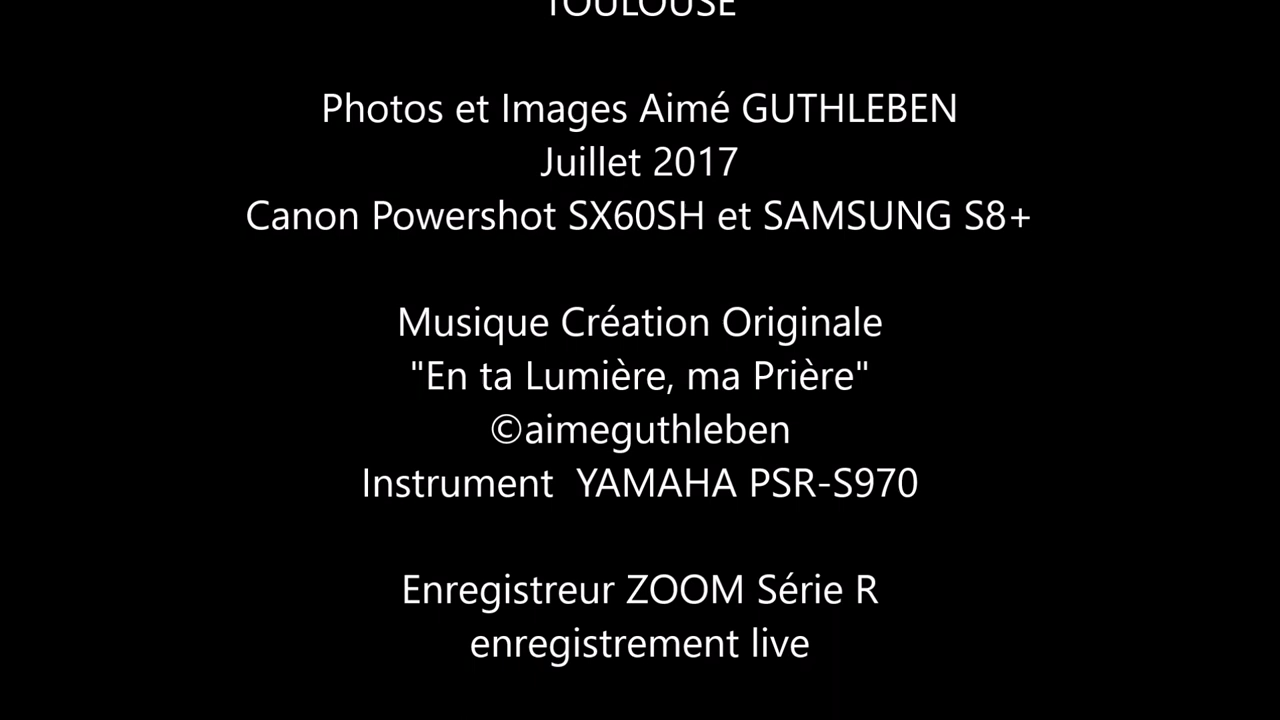 TOULOUSE
Photos et Images Aimé GUTHLEBEN
Juillet 2017
Canon Powershot SX60SH et SAMSUNG S8+
Musique Création Originale
"En ta Lumière, ma Prière"
©aimeguthleben
Instrument  YAMAHA PSR-S970
Enregistreur ZOOM Série R
enregistrement live